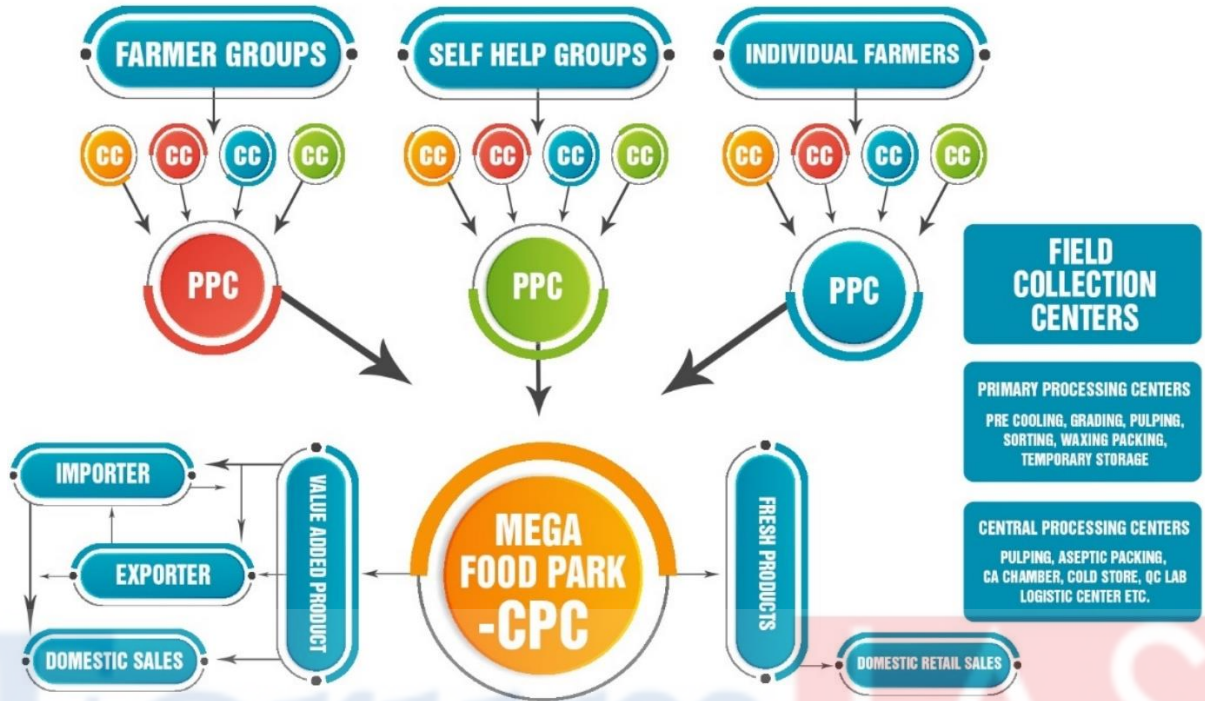 FARMER GROUPS
SELF HELP GROUPS
INDIVIDUAL FARMERS
CC CC CC CC
CC CC CC CC
CC CC CC CC
PPC
PPC
PPC
FIELD
COLLECTION
CENTERS
PRIMARY PROCESSING CENTERS
PRE COOLING, GRADING, PULPING,
SORTING, WAXING PACKING,
TEMPORARY STORAGE
CENTRAL PROCESSING CENTERS
PULPING, ASEPTIC PACKING,
CA CHAMBER, COLD STORE, QC LAB
LOGISTIC CENTER ETC.
IMPORTER
EXPORTER
DOMESTIC SALES
VALUE ADDED PRODUCT
MEGA
FOOD PARK
-CPC
FRESH PRODUCTS
DOMESTIC RETAIL SALES